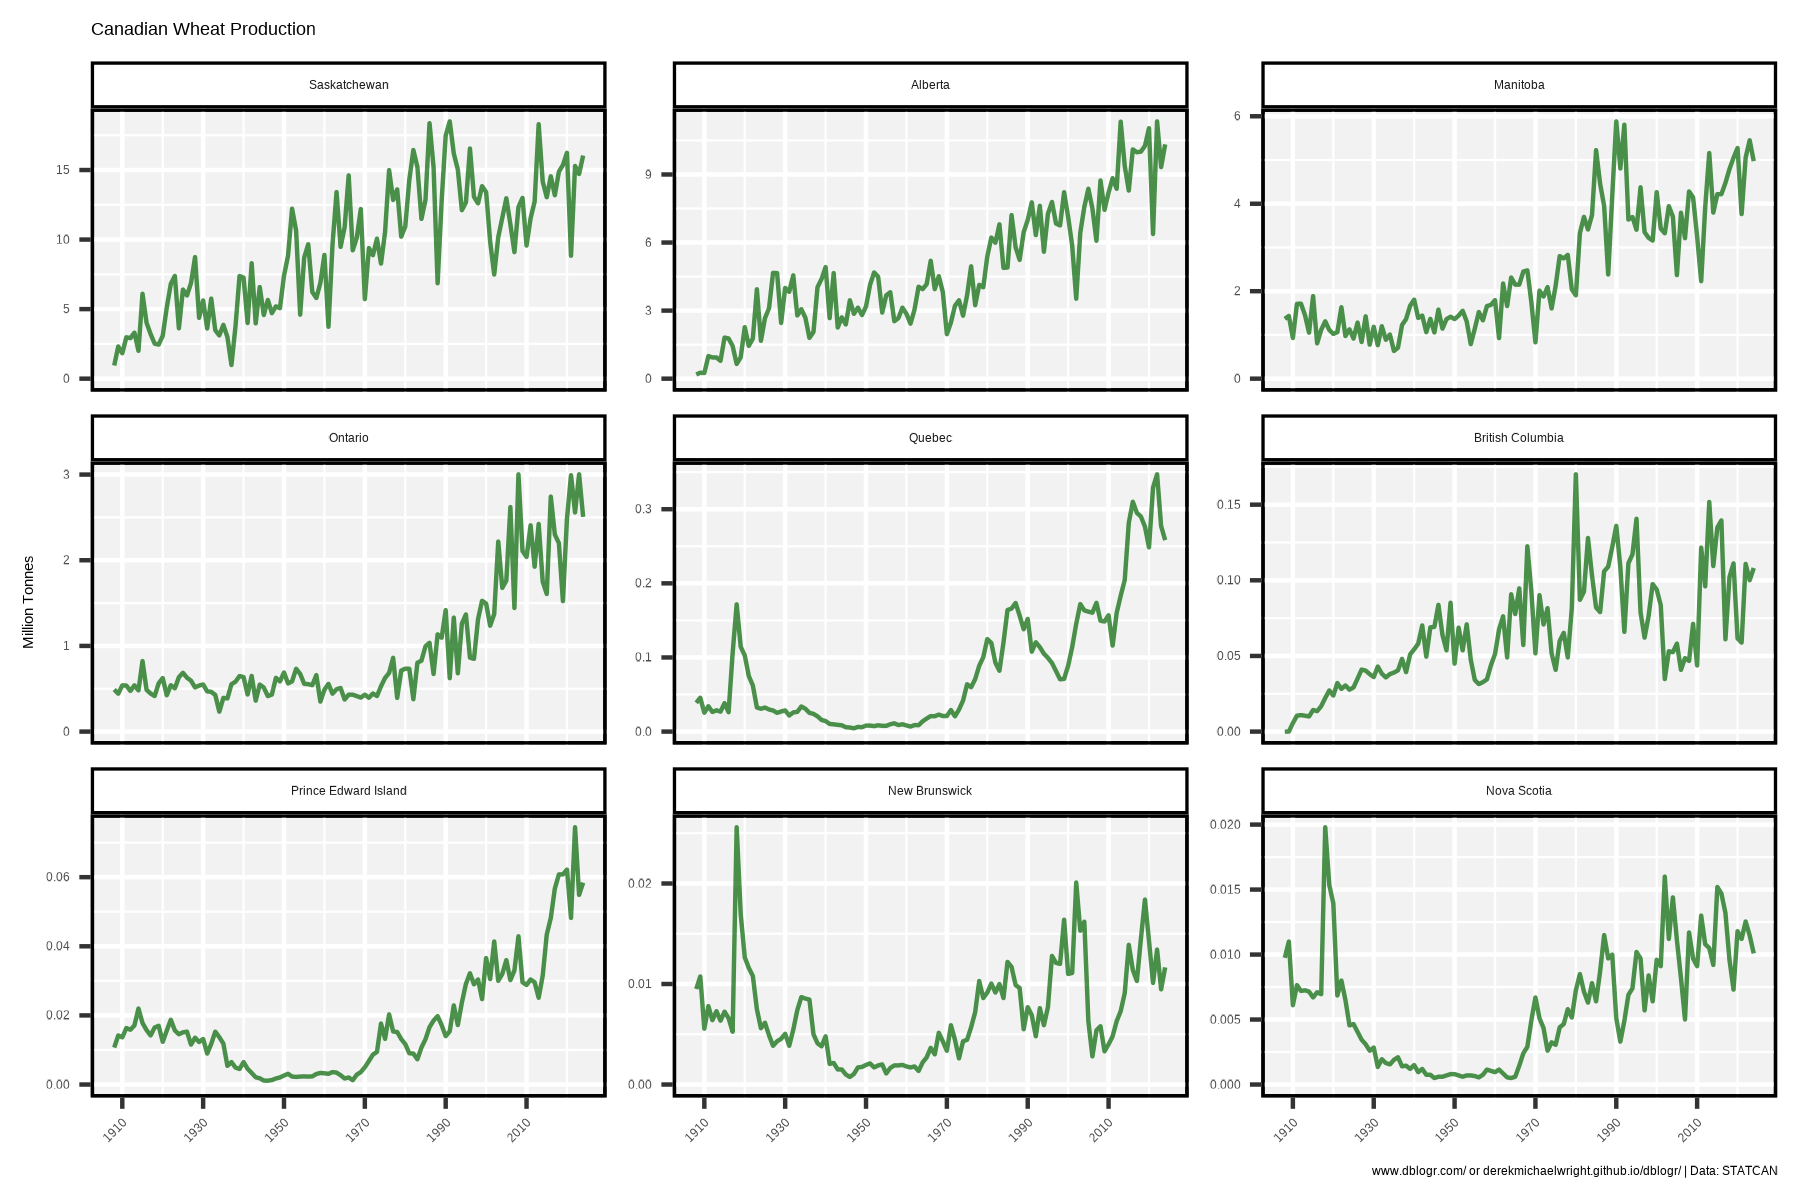 Canadian Wheat Production
Saskatchewan
Alberta
Manitoba
15
10
5
0
9
6
3
0
6
4
2
0
Ontario
Quebec
British Columbia
Million Tonnes
3
2
1
0
0.3
0.2
0.1
0.0
0.15
0.10
0.05
0.00
Prince Edward Island
New Brunswick
Nova Scotia
0.06
0.04
0.02
0.00
0.02
0.01
0.00
0.020
0.015
0.010
0.005
0.000
1910 1930 1950 1970 1990 2010
1910 1930 1950 1970 1990 2010
1910 1930 1950 1970 1990 2010
www.dblogr.com/ or derekmichaelwright.github.io/dblogr/ | Data: STATCAN